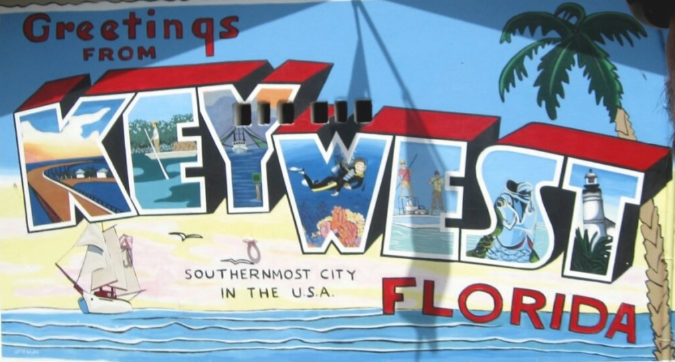 Greetings
FROM
KEY WEST
SOUTHERNMOST CITY
IN THE U.S.A.
FLORIDA